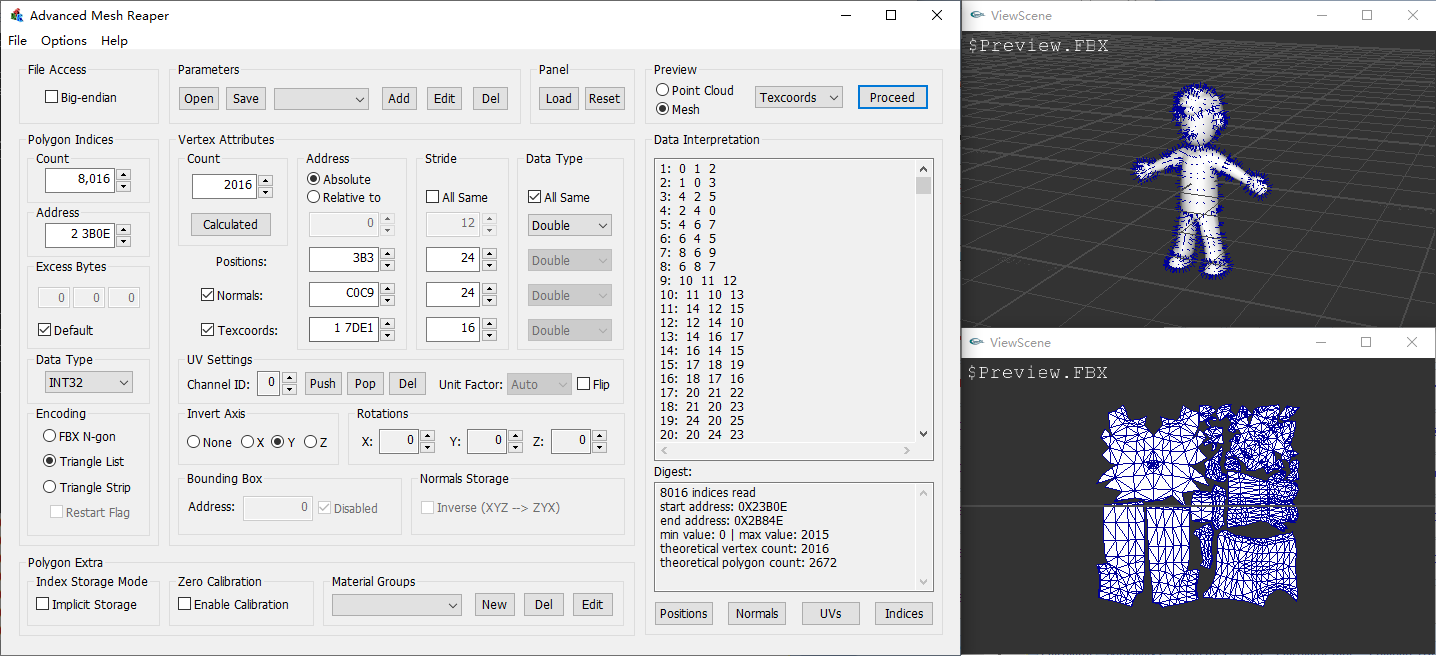 Advanced Mesh Reaper
File Options Help
File Access
Big-endian
Parameters
Open Save Add Edit Del
Panel
Load Reset
Preview
Point Cloud
Mesh
Texcoords
Proceed
Polygon Indices
Count
8,016
Address
2 3B0E
Excess Bytes
0 0 0
Default
Data Type
INT32
Encoding
FBX N-gon
Triangle List
Triangle Strip
Restart Flag
Vertex Attributes
Count
2016
Calculated
Address
Absolute
Relative to
0
Stride
All Same
12
Data Type
All Same
Double
Positions: 3B3 24 Double
Normals: C0C9 24 Double
Texcoords: 1 7DE1 16 Double
UV Settings
Channel ID: 0 Push Pop Del Unit Factor: Auto Flip
Invert Axis
None X Y Z
Rotations
X: 0 Y: 0 Z: 0
Bounding Box
Address: 0 Disabled
Normals Storage
Inverse (XYZ --> ZYX)
Polygon Extra
Index Storage Mode
Implicit Storage
Zero Calibration
Enable Calibration
Material Groups
New Del Edit
Data Interpretation
1: 0 1 2
2: 1 0 3
3: 4 2 5
4: 2 4 0
5: 4 6 7
6: 6 4 5
7: 8 6 9
8: 6 8 7
9: 10 11 12
10: 11 10 13
11: 14 12 15
12: 12 14 10
13: 14 16 17
14: 16 14 15
15: 17 18 19
16: 18 17 16
17: 20 21 22
18: 21 20 23
19: 24 20 25
20: 20 24 23
Digest:
8016 indices read
start address: 0X23B0E
end address: 0X2B84E
min value: 0 | max value: 2015
theoretical vertex count: 2016
theoretical polygon count: 2672
Positions Normals UVs Indices
ViewScene
$Preview.FBX
ViewScene
$Preview.FBX